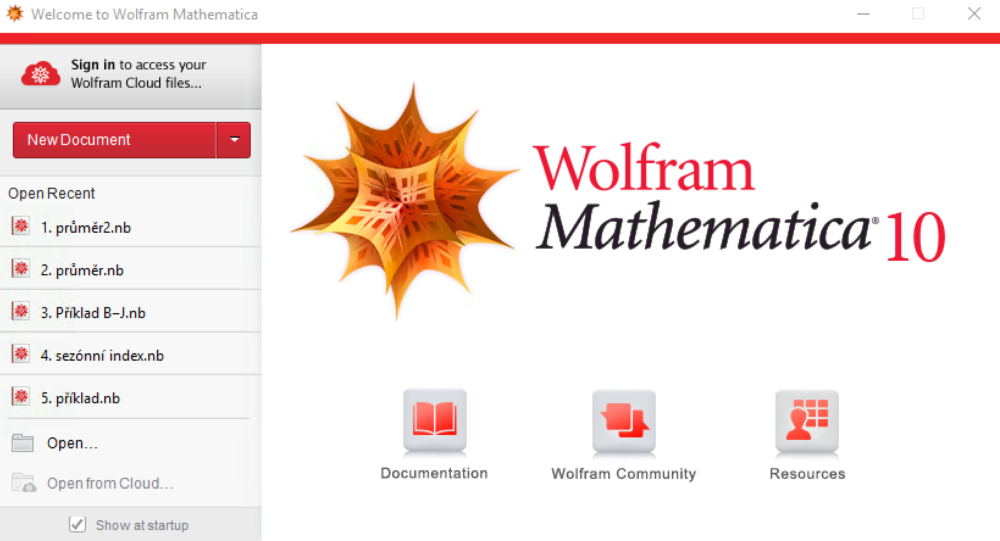 Welcome to Wolfram Mathematica
Sign in to access your
Wolfram Cloud files...
New Document
Open Recent
1. průměr2.nb
2. průměr.nb
3. Příklad B–J.nb
4. sezónní index.nb
5. příklad.nb
Open...
Open from Cloud...
Show at startup
Wolfram
Mathematica® 10
Documentation
Wolfram Community
Resources